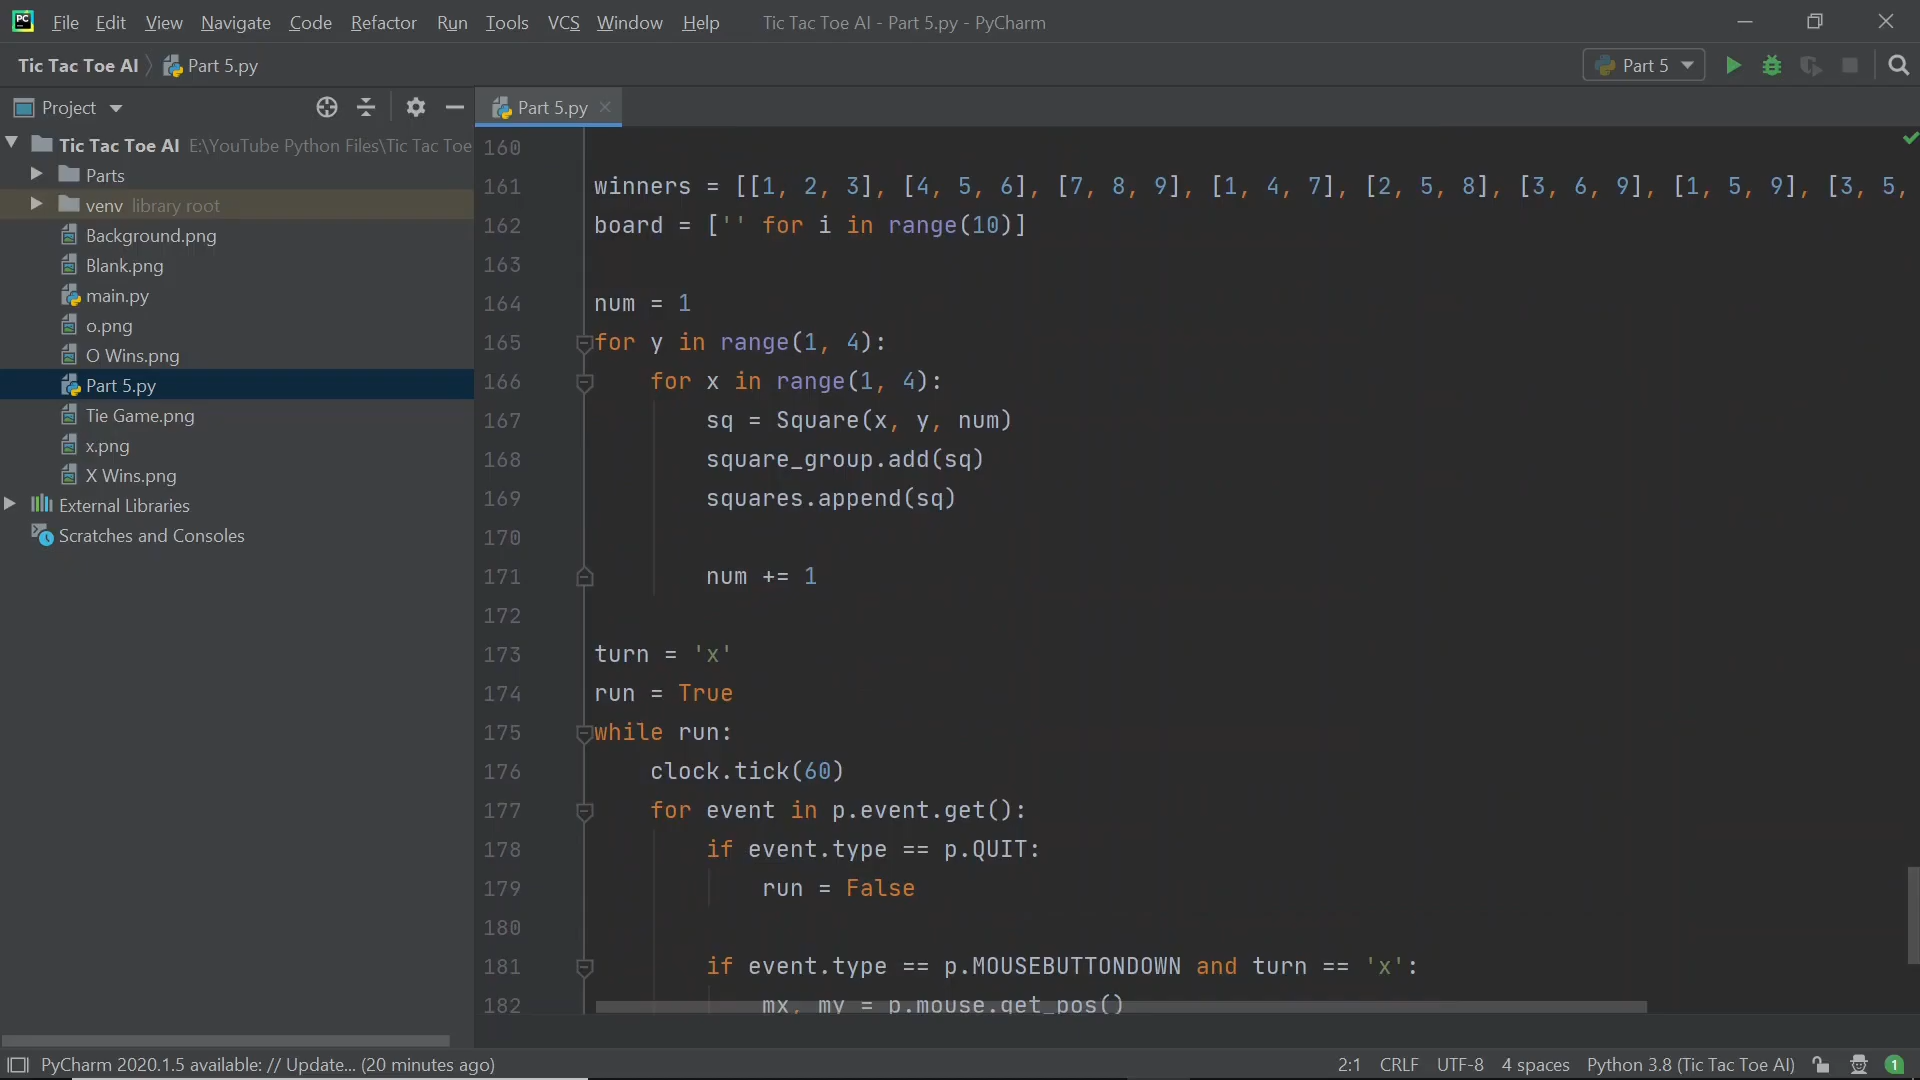 PC File Edit View Navigate Code Refactor Run Tools VCS Window Help Tic Tac Toe AI - Part 5.py - PyCharm
Tic Tac Toe AI Part 5.py Part 5
Project Part 5.py
Tic Tac Toe AI E:\YouTube Python Files\Tic Tac Toe
Parts
venv library root
Background.png
Blank.png
main.py
o.png
O Wins.png
Part 5.py
Tie Game.png
x.png
X Wins.png
External Libraries
Scratches and Consoles
160
161 winners = [[1, 2, 3], [4, 5, 6], [7, 8, 9], [1, 4, 7], [2, 5, 8], [3, 6, 9], [1, 5, 9], [3, 5,
162 board = ['' for i in range(10)]
163
164 num = 1
165 for y in range(1, 4):
166 for x in range(1, 4):
167 sq = Square(x, y, num)
168 square_group.add(sq)
169 squares.append(sq)
170
171 num += 1
172
173 turn = 'x'
174 run = True
175 while run:
176 clock.tick(60)
177 for event in p.event.get():
178 if event.type == p.QUIT:
179 run = False
180
181 if event.type == p.MOUSEBUTTONDOWN and turn == 'x':
182 mx, my = p.mouse.get_pos()
PyCharm 2020.1.5 available: // Update... (20 minutes ago) 2:1 CRLF UTF-8 4 spaces Python 3.8 (Tic Tac Toe AI) 1